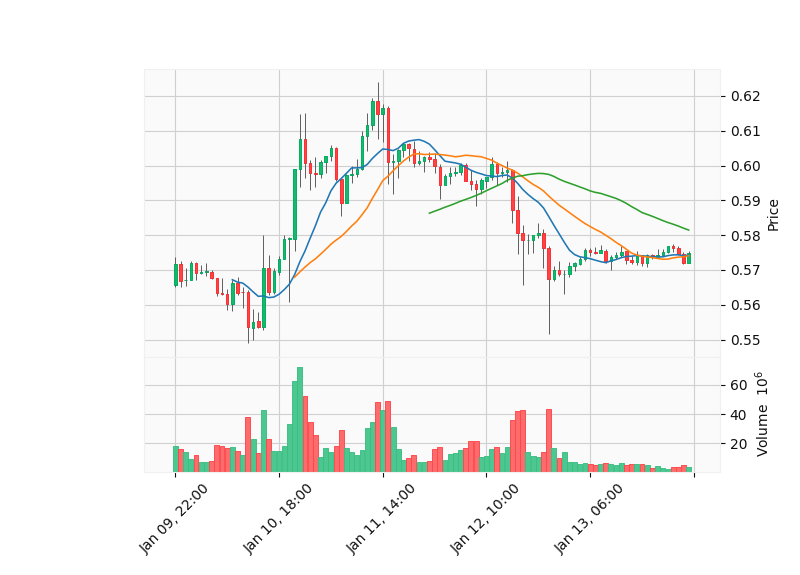 0.62
0.61
0.60
0.59
0.58
0.57
0.56
0.55
Price
60
40
20
Volume 10⁶
Jan 09, 22:00
Jan 10, 18:00
Jan 11, 14:00
Jan 12, 10:00
Jan 13, 06:00